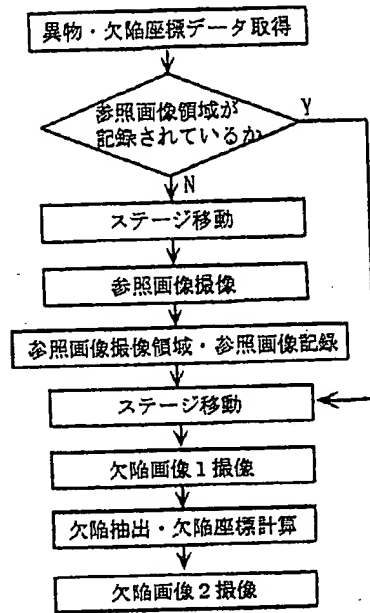 異物・欠陥座標データ取得
参照画像領域が
記録されているか
Y
N
ステージ移動
参照画像撮像
参照画像撮像領域・参照画像記録
ステージ移動
欠陥画像1撮像
欠陥抽出・欠陥座標計算
欠陥画像2撮像